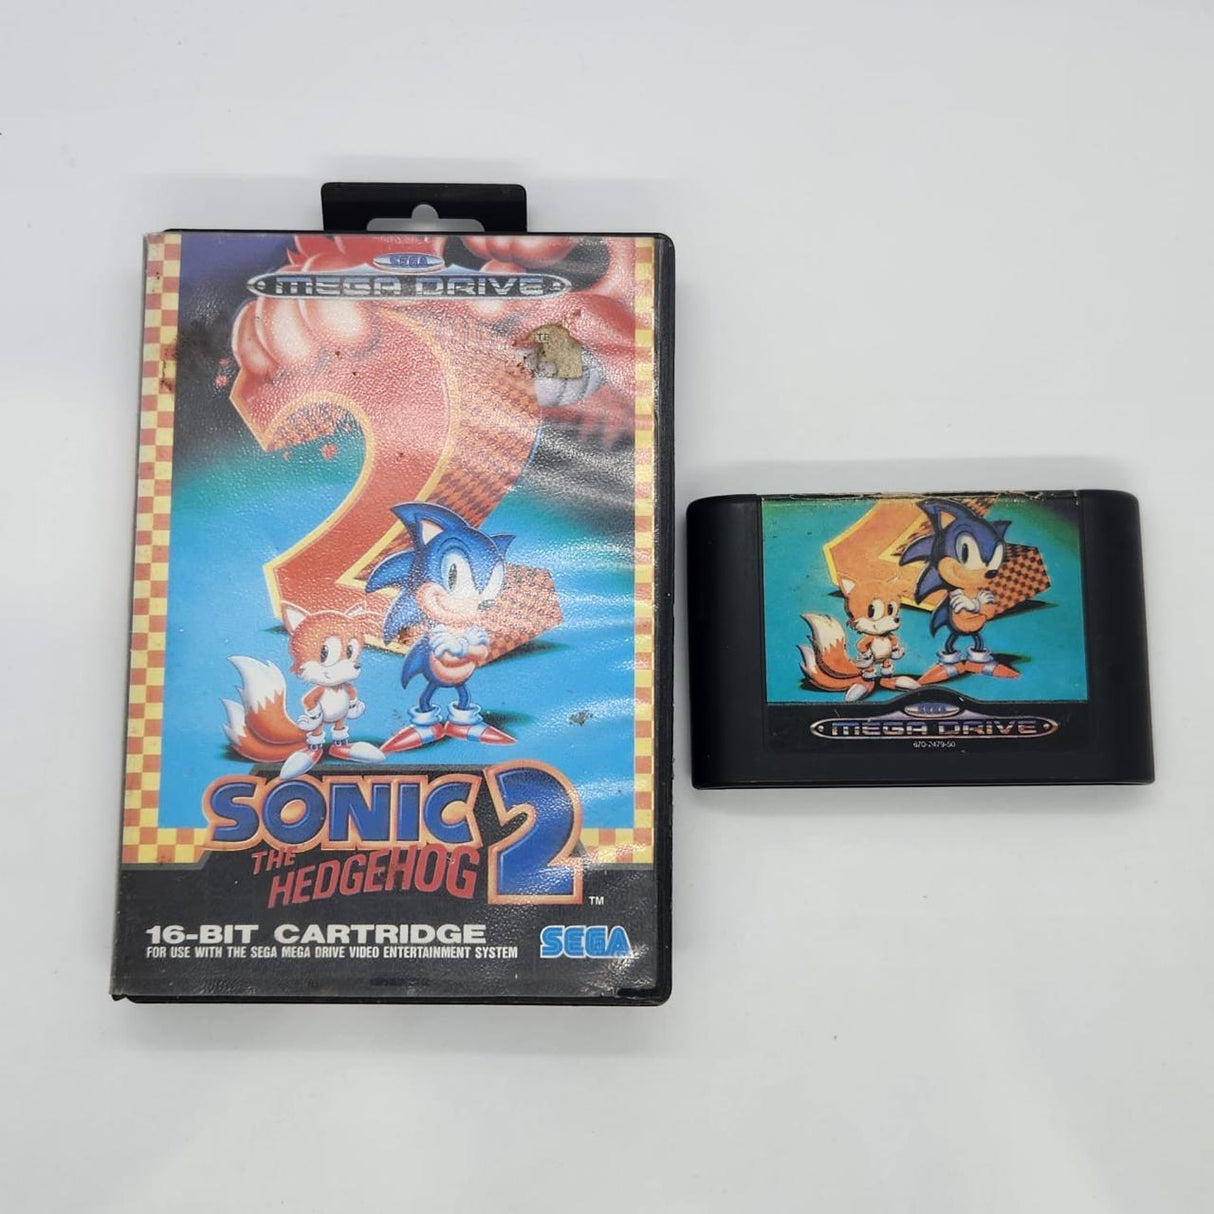 SEGA
MEGA DRIVE
SONIC
THE
HEDGEHOG
2
TM
16-BIT CARTRIDGE
FOR USE WITH THE SEGA MEGA DRIVE VIDEO ENTERTAINMENT SYSTEM
SEGA
SEGA
MEGA DRIVE
670-2479-50